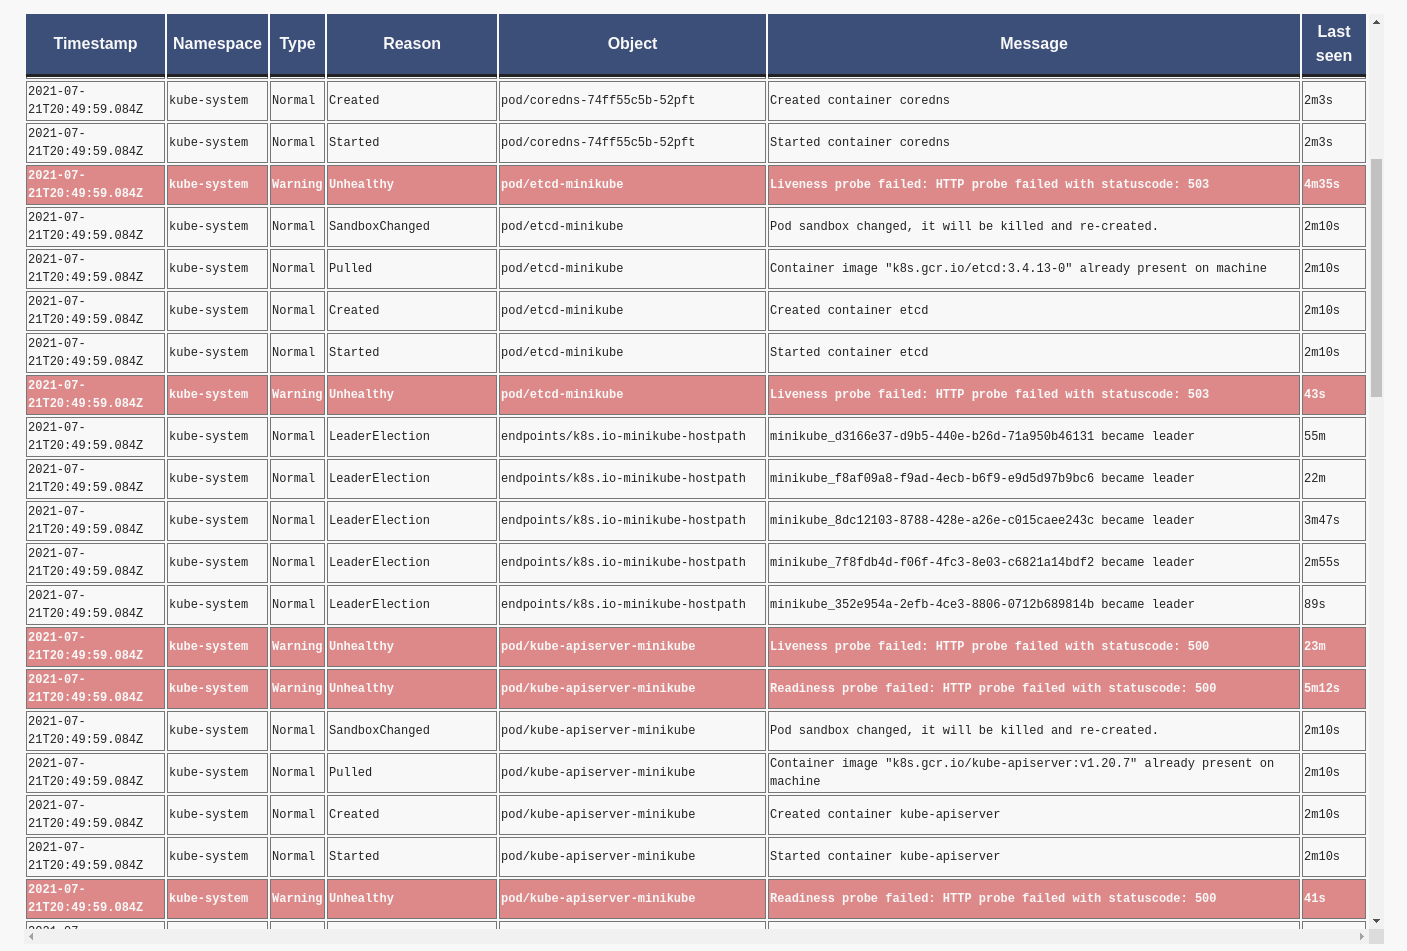 Timestamp Namespace Type Reason Object Message Last seen
2021-07-21T20:49:59.084Z kube-system Normal Created pod/coredns-74ff55c5b-52pft Created container coredns 2m3s
2021-07-21T20:49:59.084Z kube-system Normal Started pod/coredns-74ff55c5b-52pft Started container coredns 2m3s
2021-07-21T20:49:59.084Z kube-system Warning Unhealthy pod/etcd-minikube Liveness probe failed: HTTP probe failed with statuscode: 503 4m35s
2021-07-21T20:49:59.084Z kube-system Normal SandboxChanged pod/etcd-minikube Pod sandbox changed, it will be killed and re-created. 2m10s
2021-07-21T20:49:59.084Z kube-system Normal Pulled pod/etcd-minikube Container image "k8s.gcr.io/etcd:3.4.13-0" already present on machine 2m10s
2021-07-21T20:49:59.084Z kube-system Normal Created pod/etcd-minikube Created container etcd 2m10s
2021-07-21T20:49:59.084Z kube-system Normal Started pod/etcd-minikube Started container etcd 2m10s
2021-07-21T20:49:59.084Z kube-system Warning Unhealthy pod/etcd-minikube Liveness probe failed: HTTP probe failed with statuscode: 503 43s
2021-07-21T20:49:59.084Z kube-system Normal LeaderElection endpoints/k8s.io-minikube-hostpath minikube_d3166e37-d9b5-440e-b26d-71a950b46131 became leader 55m
2021-07-21T20:49:59.084Z kube-system Normal LeaderElection endpoints/k8s.io-minikube-hostpath minikube_f8af09a8-f9ad-4ecb-b6f9-e9d5d97b9bc6 became leader 22m
2021-07-21T20:49:59.084Z kube-system Normal LeaderElection endpoints/k8s.io-minikube-hostpath minikube_8dc12103-8788-428e-a26e-c015caee243c became leader 3m47s
2021-07-21T20:49:59.084Z kube-system Normal LeaderElection endpoints/k8s.io-minikube-hostpath minikube_7f8fdb4d-f06f-4fc3-8e03-c6821a14bdf2 became leader 2m55s
2021-07-21T20:49:59.084Z kube-system Normal LeaderElection endpoints/k8s.io-minikube-hostpath minikube_352e954a-2efb-4ce3-8806-0712b689814b became leader 89s
2021-07-21T20:49:59.084Z kube-system Warning Unhealthy pod/kube-apiserver-minikube Liveness probe failed: HTTP probe failed with statuscode: 500 23m
2021-07-21T20:49:59.084Z kube-system Warning Unhealthy pod/kube-apiserver-minikube Readiness probe failed: HTTP probe failed with statuscode: 500 5m12s
2021-07-21T20:49:59.084Z kube-system Normal SandboxChanged pod/kube-apiserver-minikube Pod sandbox changed, it will be killed and re-created. 2m10s
2021-07-21T20:49:59.084Z kube-system Normal Pulled pod/kube-apiserver-minikube Container image "k8s.gcr.io/kube-apiserver:v1.20.7" already present on machine 2m10s
2021-07-21T20:49:59.084Z kube-system Normal Created pod/kube-apiserver-minikube Created container kube-apiserver 2m10s
2021-07-21T20:49:59.084Z kube-system Normal Started pod/kube-apiserver-minikube Started container kube-apiserver 2m10s
2021-07-21T20:49:59.084Z kube-system Warning Unhealthy pod/kube-apiserver-minikube Readiness probe failed: HTTP probe failed with statuscode: 500 41s